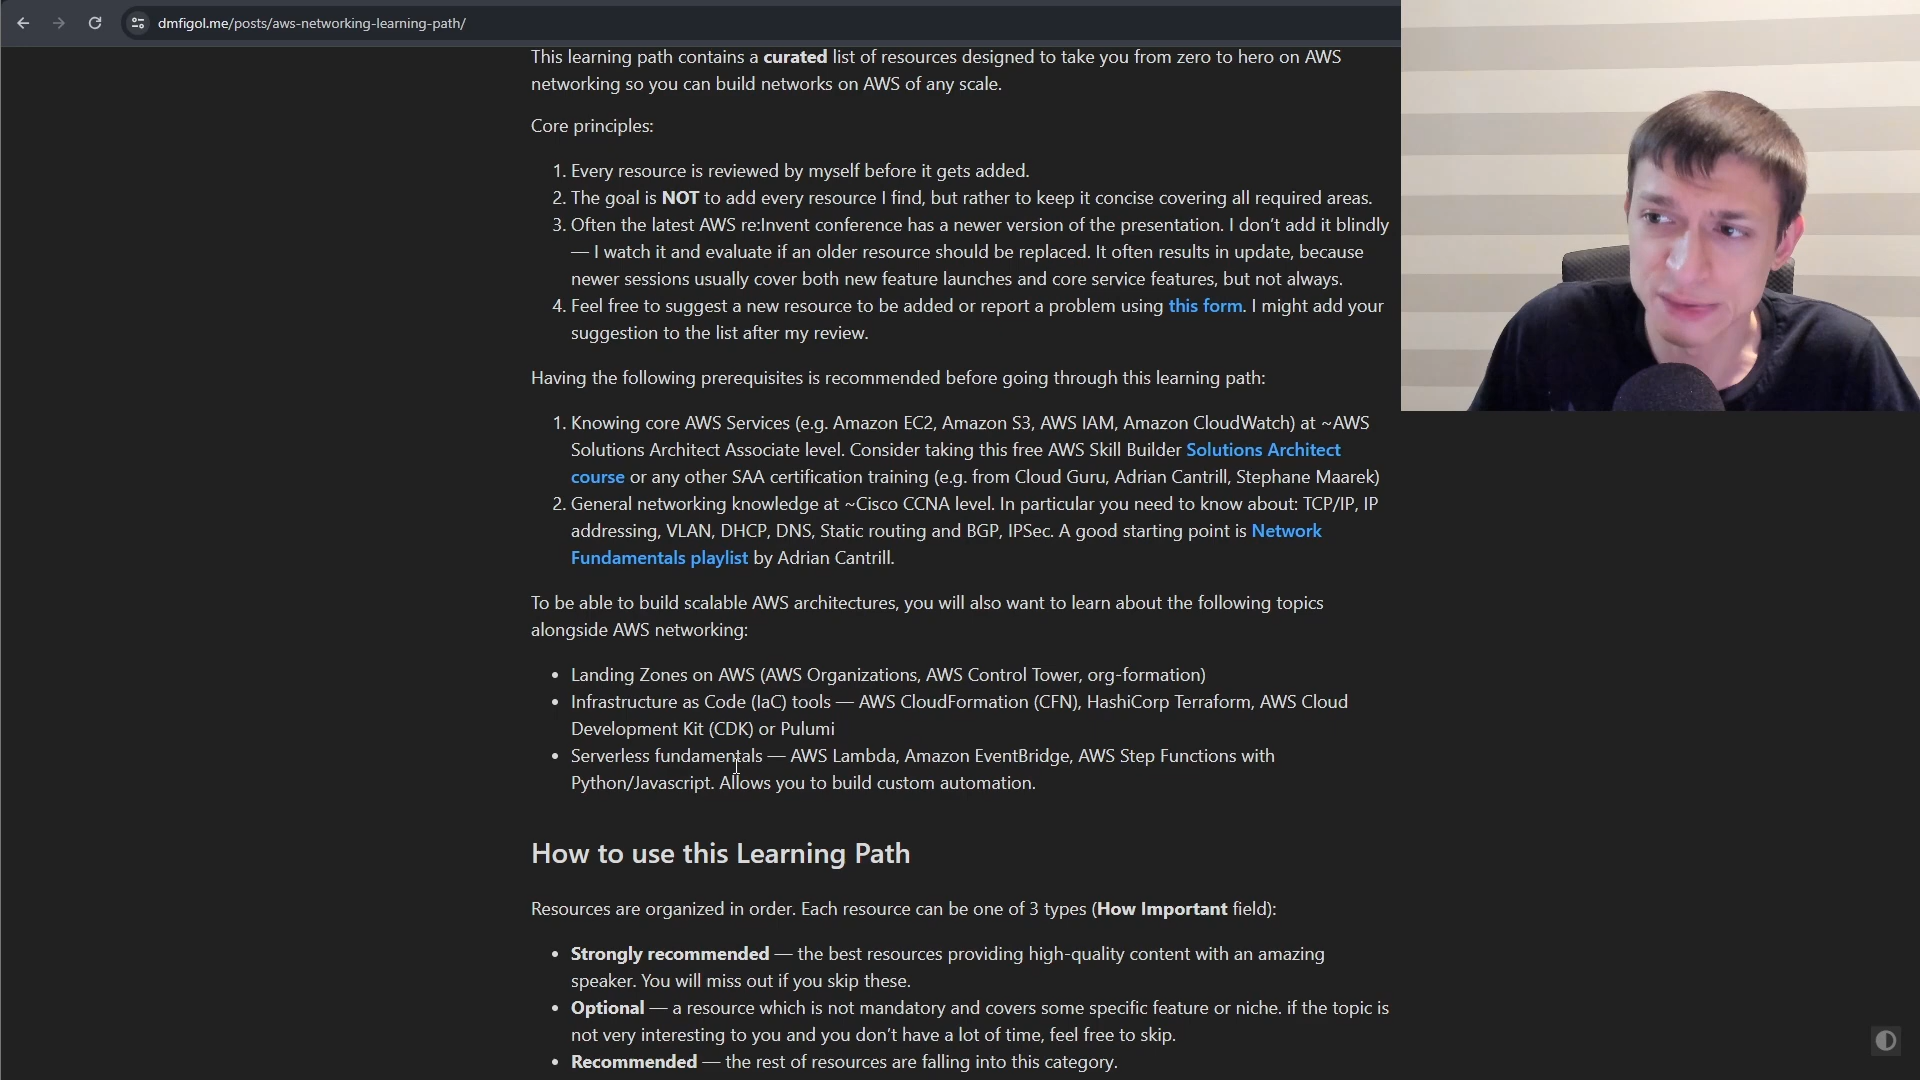 dmfigol.me/posts/aws-networking-learning-path/
This learning path contains a curated list of resources designed to take you from zero to hero on AWS
networking so you can build networks on AWS of any scale.
Core principles:
1. Every resource is reviewed by myself before it gets added.
2. The goal is NOT to add every resource I find, but rather to keep it concise covering all required areas.
3. Often the latest AWS re:Invent conference has a newer version of the presentation. I don’t add it blindly
— I watch it and evaluate if an older resource should be replaced. It often results in update, because
newer sessions usually cover both new feature launches and core service features, but not always.
4. Feel free to suggest a new resource to be added or report a problem using this form. I might add your
suggestion to the list after my review.
Having the following prerequisites is recommended before going through this learning path:
1. Knowing core AWS Services (e.g. Amazon EC2, Amazon S3, AWS IAM, Amazon CloudWatch) at ~AWS
Solutions Architect Associate level. Consider taking this free AWS Skill Builder Solutions Architect
course or any other SAA certification training (e.g. from Cloud Guru, Adrian Cantrill, Stephane Maarek)
2. General networking knowledge at ~Cisco CCNA level. In particular you need to know about: TCP/IP, IP
addressing, VLAN, DHCP, DNS, Static routing and BGP, IPSec. A good starting point is Network
Fundamentals playlist by Adrian Cantrill.
To be able to build scalable AWS architectures, you will also want to learn about the following topics
alongside AWS networking:
• Landing Zones on AWS (AWS Organizations, AWS Control Tower, org-formation)
• Infrastructure as Code (IaC) tools — AWS CloudFormation (CFN), HashiCorp Terraform, AWS Cloud
Development Kit (CDK) or Pulumi
• Serverless fundamentals — AWS Lambda, Amazon EventBridge, AWS Step Functions with
Python/Javascript. Allows you to build custom automation.
How to use this Learning Path
Resources are organized in order. Each resource can be one of 3 types (How Important field):
• Strongly recommended — the best resources providing high-quality content with an amazing
speaker. You will miss out if you skip these.
• Optional — a resource which is not mandatory and covers some specific feature or niche. if the topic is
not very interesting to you and you don’t have a lot of time, feel free to skip.
• Recommended — the rest of resources are falling into this category.